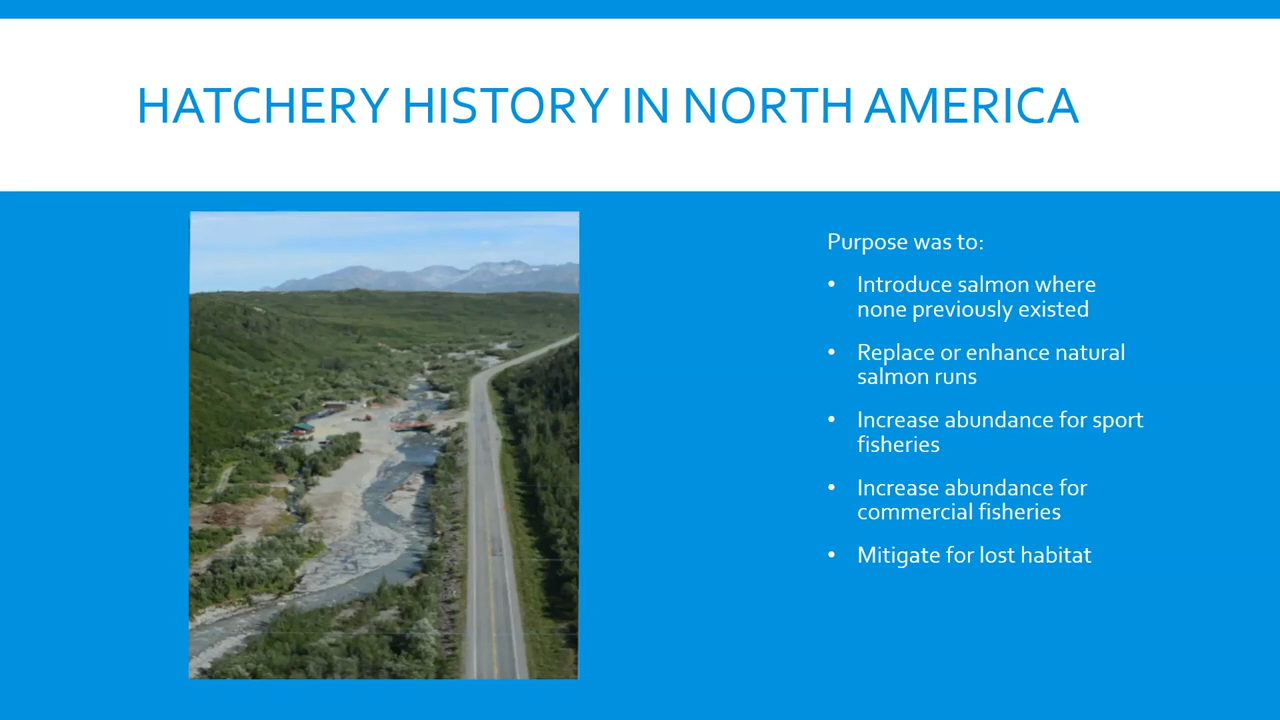 HATCHERY HISTORY IN NORTH AMERICA
Purpose was to:
• Introduce salmon where
none previously existed
• Replace or enhance natural
salmon runs
• Increase abundance for sport
fisheries
• Increase abundance for
commercial fisheries
• Mitigate for lost habitat